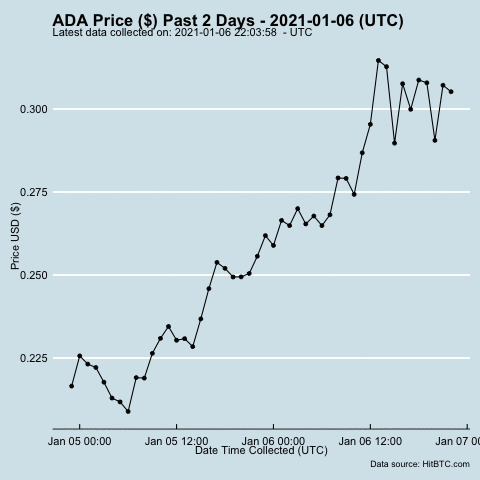 ADA Price ($) Past 2 Days - 2021-01-06 (UTC)
Latest data collected on: 2021-01-06 22:03:58 - UTC
Price USD ($)
0.300
0.275
0.250
0.225
Jan 05 00:00 Jan 05 12:00 Jan 06 00:00 Jan 06 12:00 Jan 07 0
Date Time Collected (UTC)
Data source: HitBTC.com